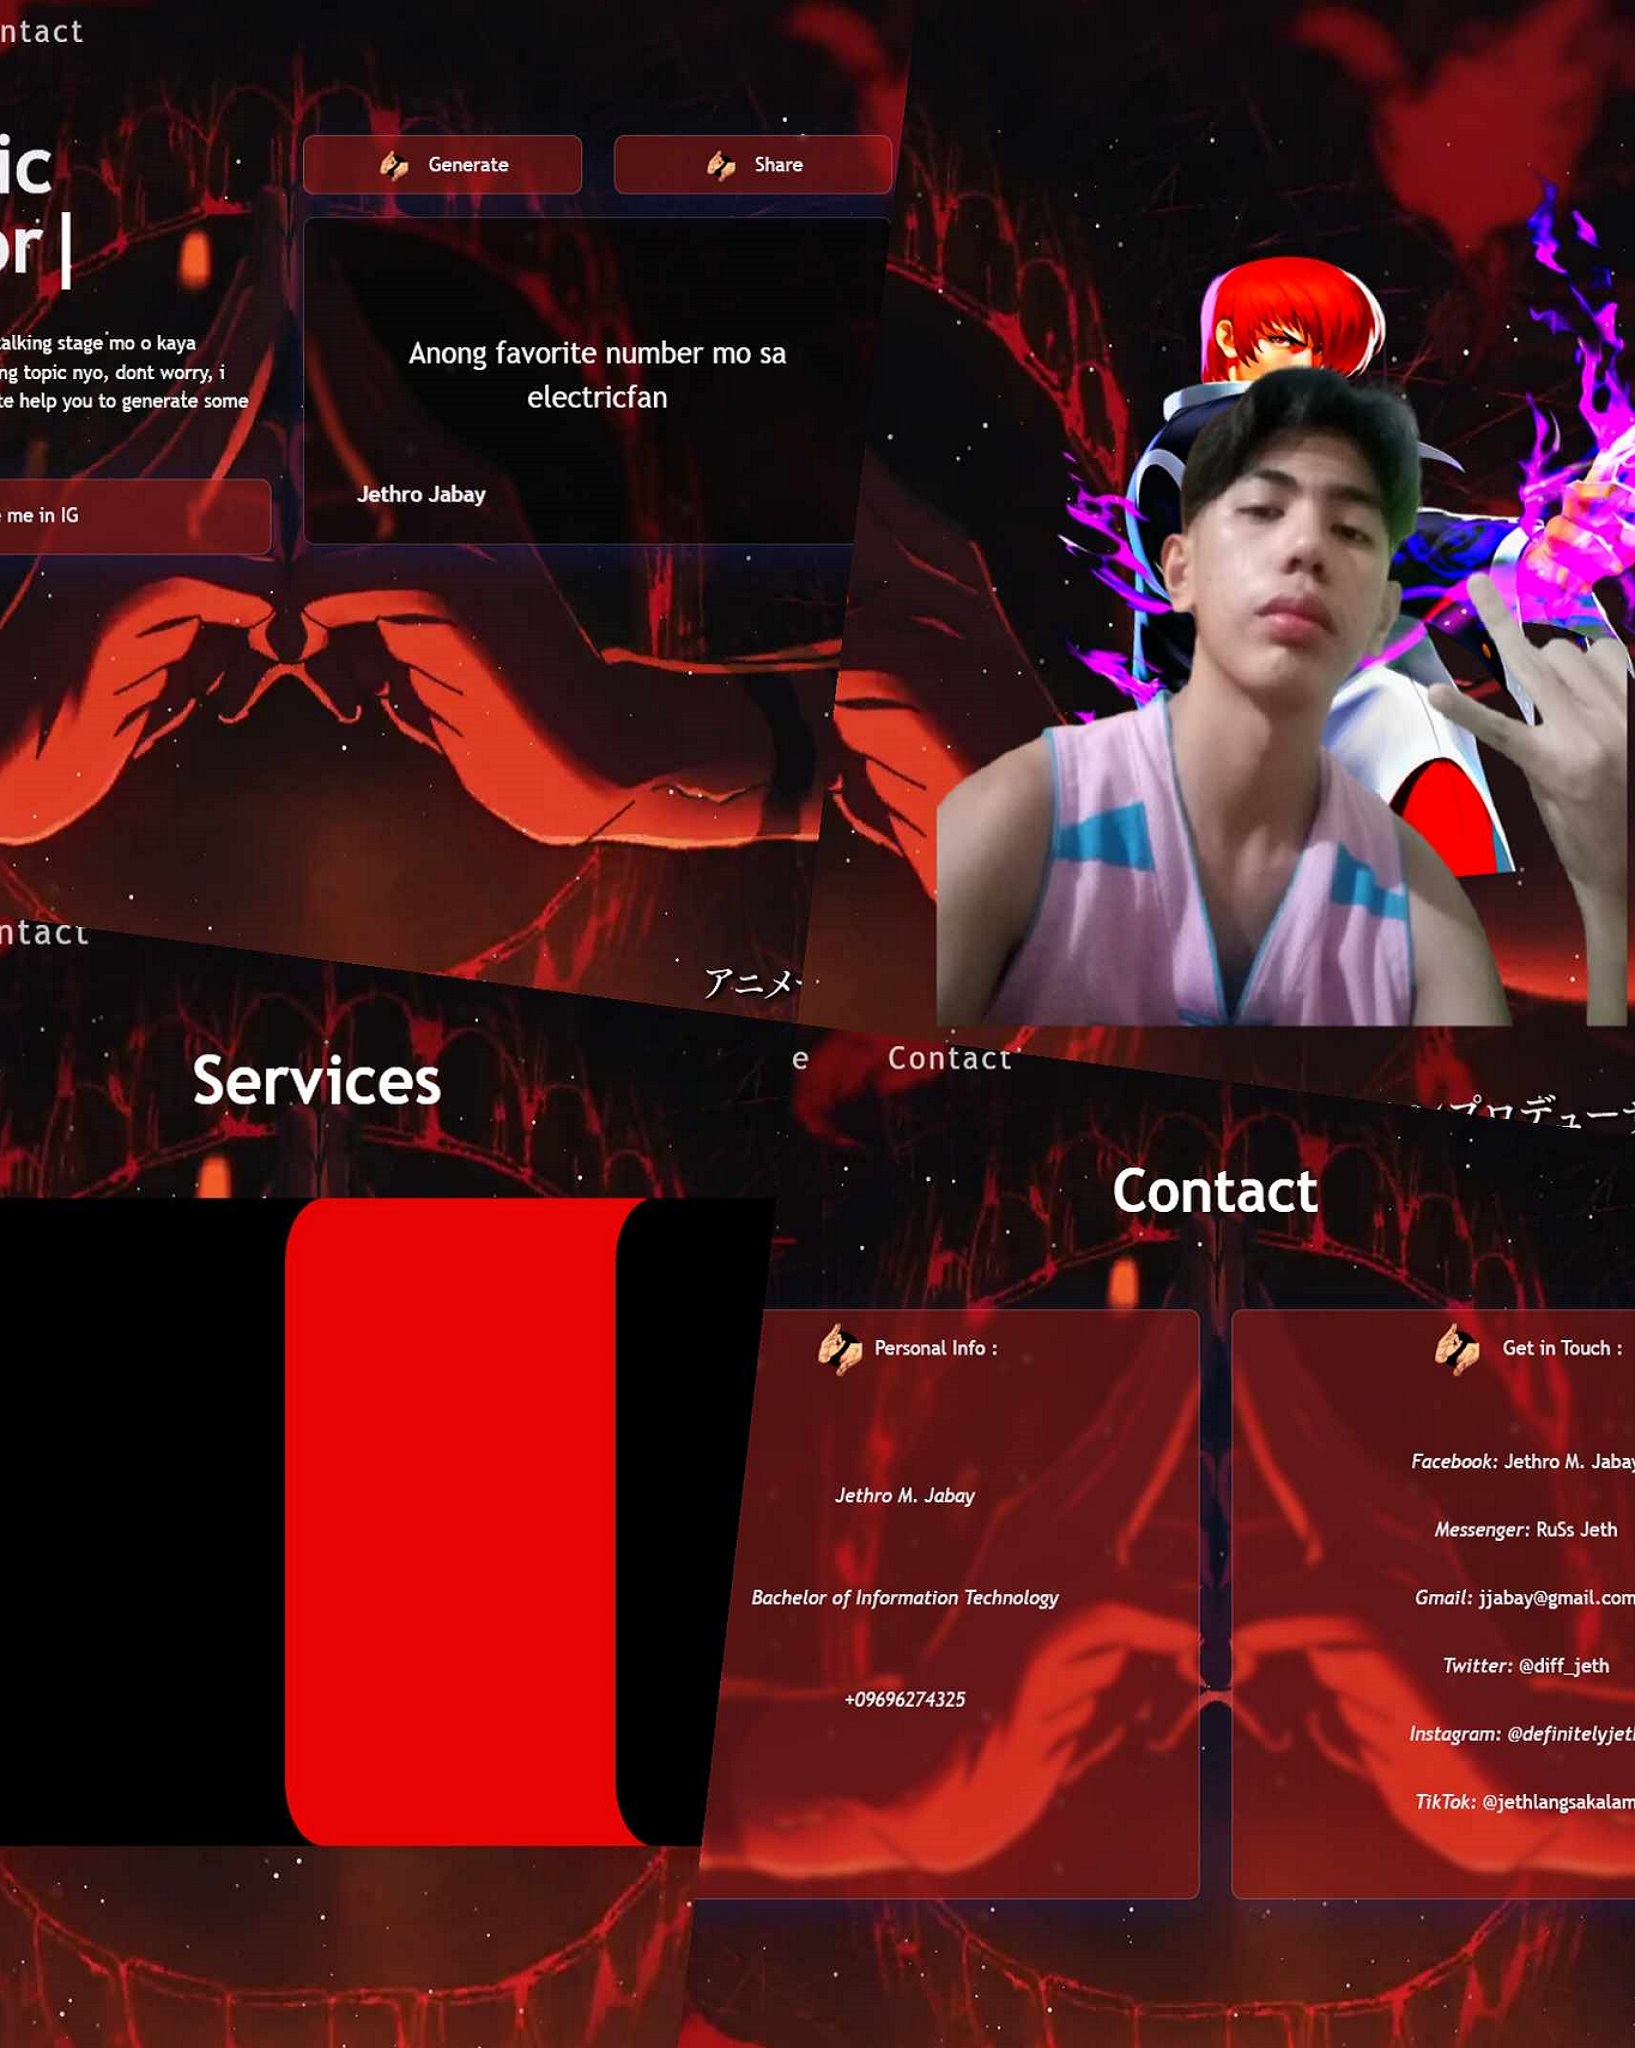 ntact
ic
or|
Generate
Share
alking stage mo o kaya
ng topic nyo, dont worry, i
te help you to generate some
me in IG
Anong favorite number mo sa
electricfan
Jethro Jabay
アニメ
ntact
Services
e Contact
プロデュー
Contact
Personal Info :
Jethro M. Jabay
Bachelor of Information Technology
+09696274325
Get in Touch :
Facebook: Jethro M. Jabay
Messenger: RuSs Jeth
Gmail: jjabay@gmail.com
Twitter: @diff_jeth
Instagram: @definitelyjeth
TikTok: @jethlangsakalam